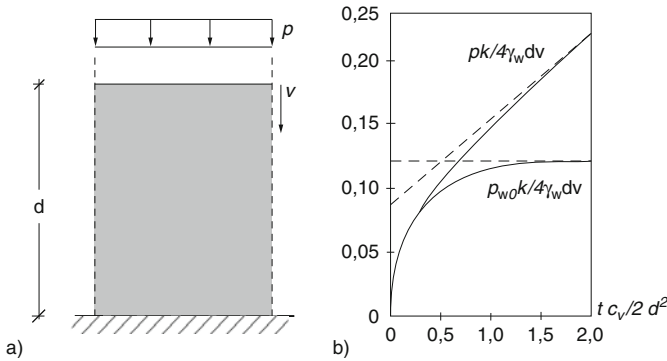 p
v
d
a)
0,25
0,20
0,15
0,10
0,05
0
pk/4γwdv
pw0k/4γwdv
0 0,5 1,0 1,5 2,0
t cv/2 d²
b)